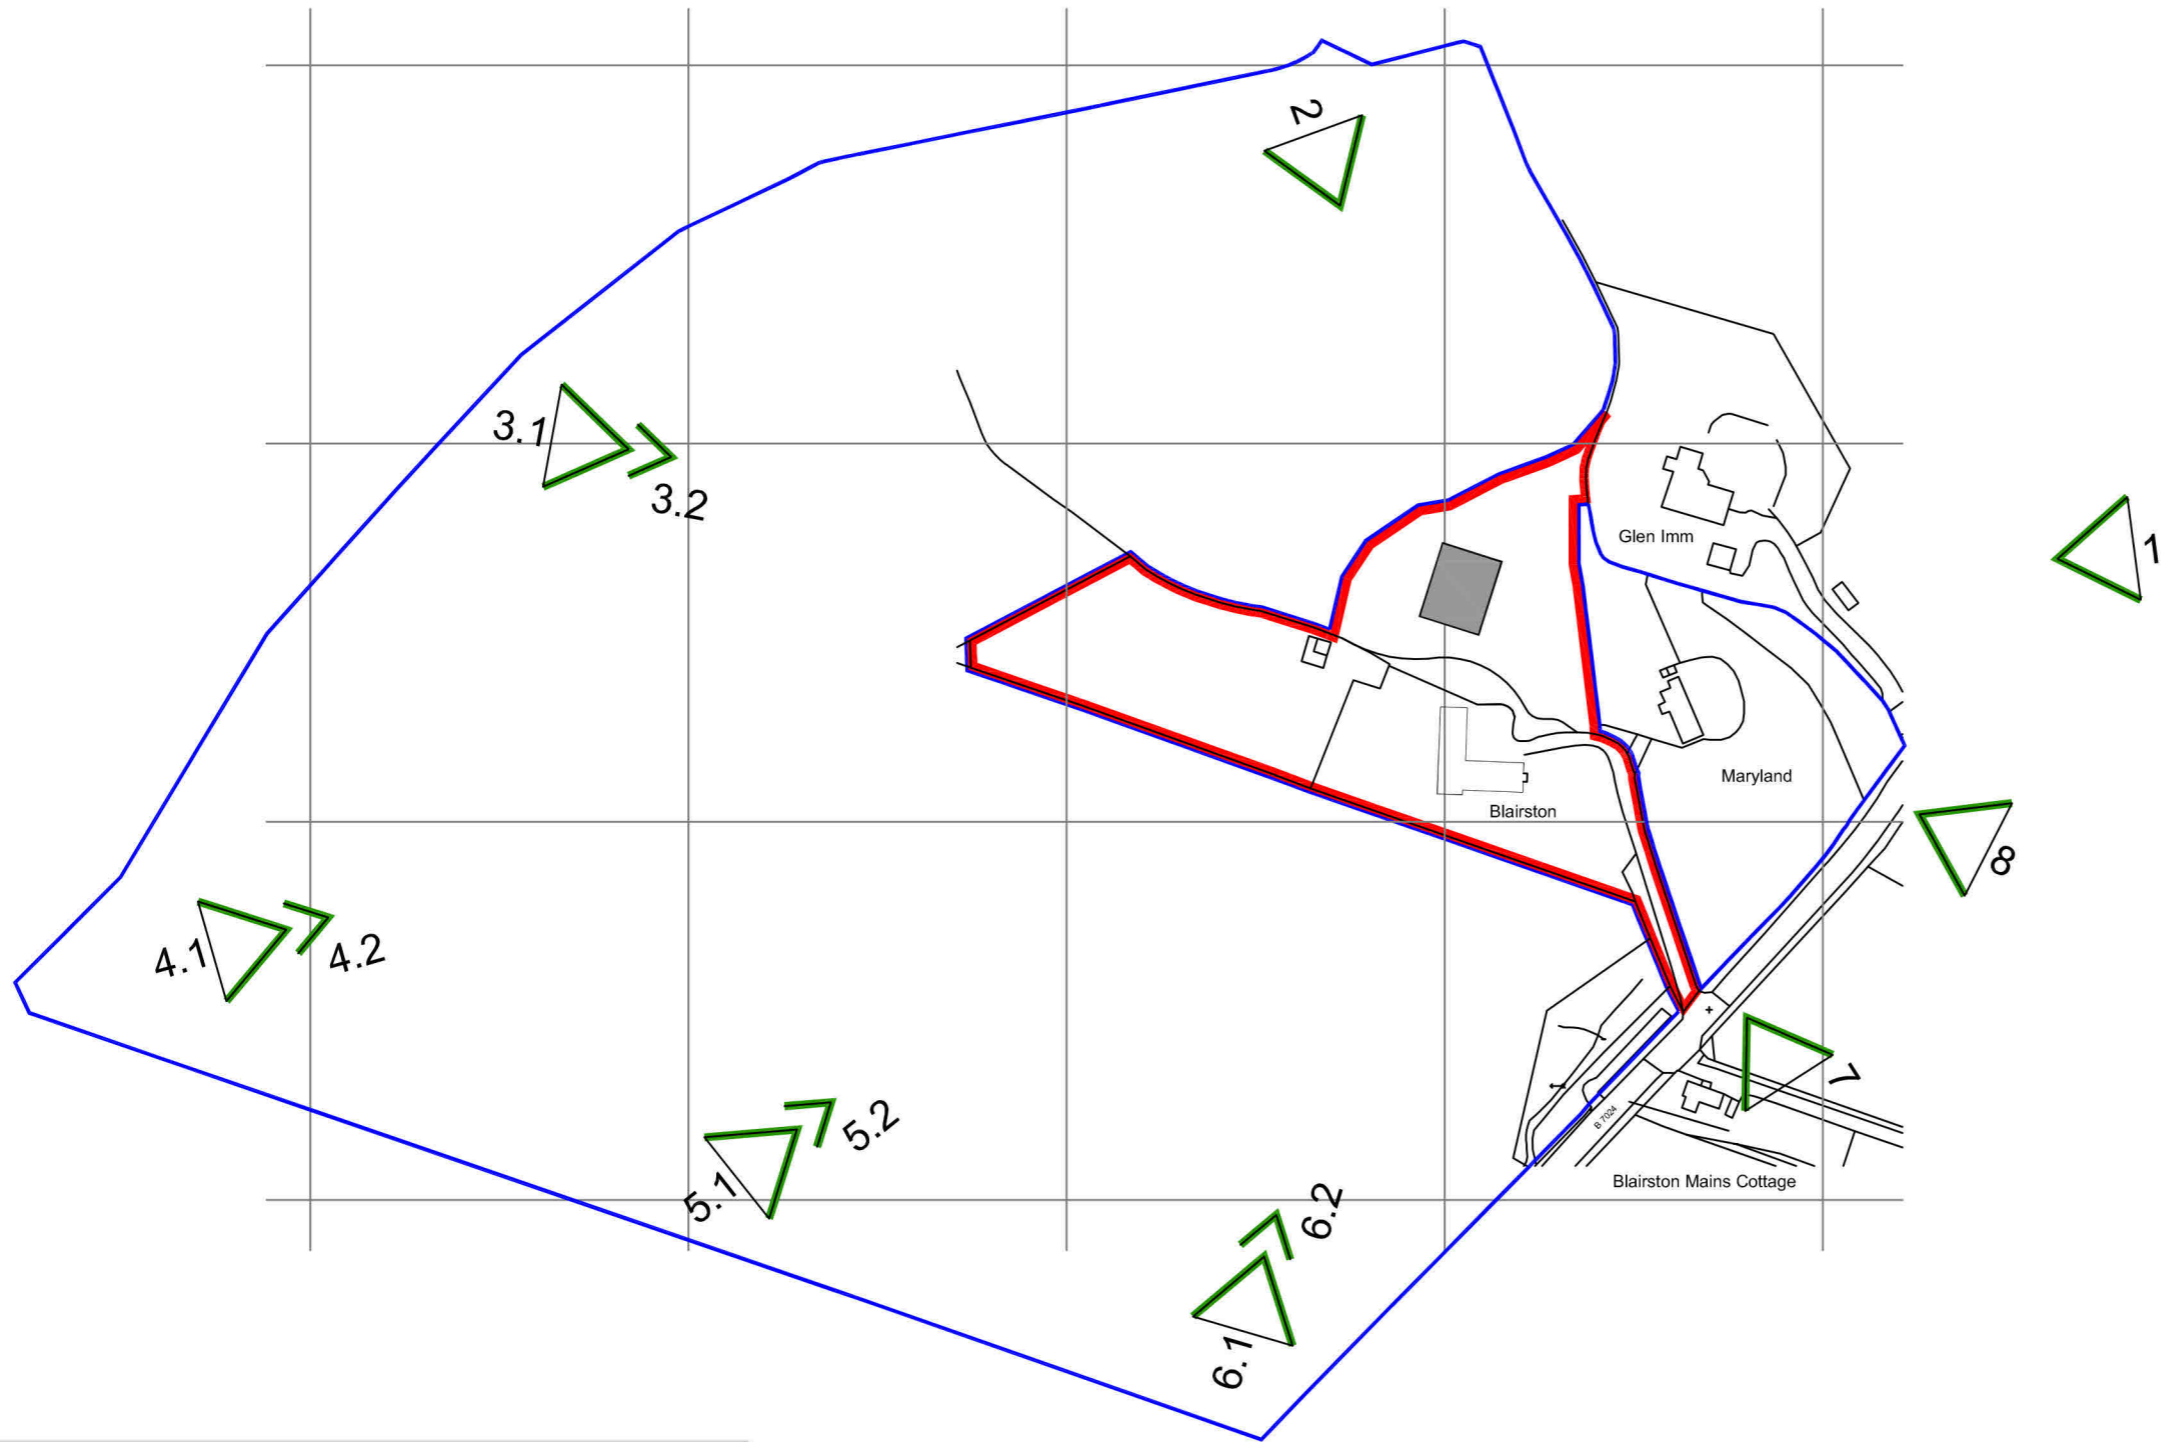 2
3.1
3.2
Glen Imm
1
Maryland
Blairston
8
4.1
4.2
5.2
5.1
7
B 7024
Blairston Mains Cottage
6.2
6.1